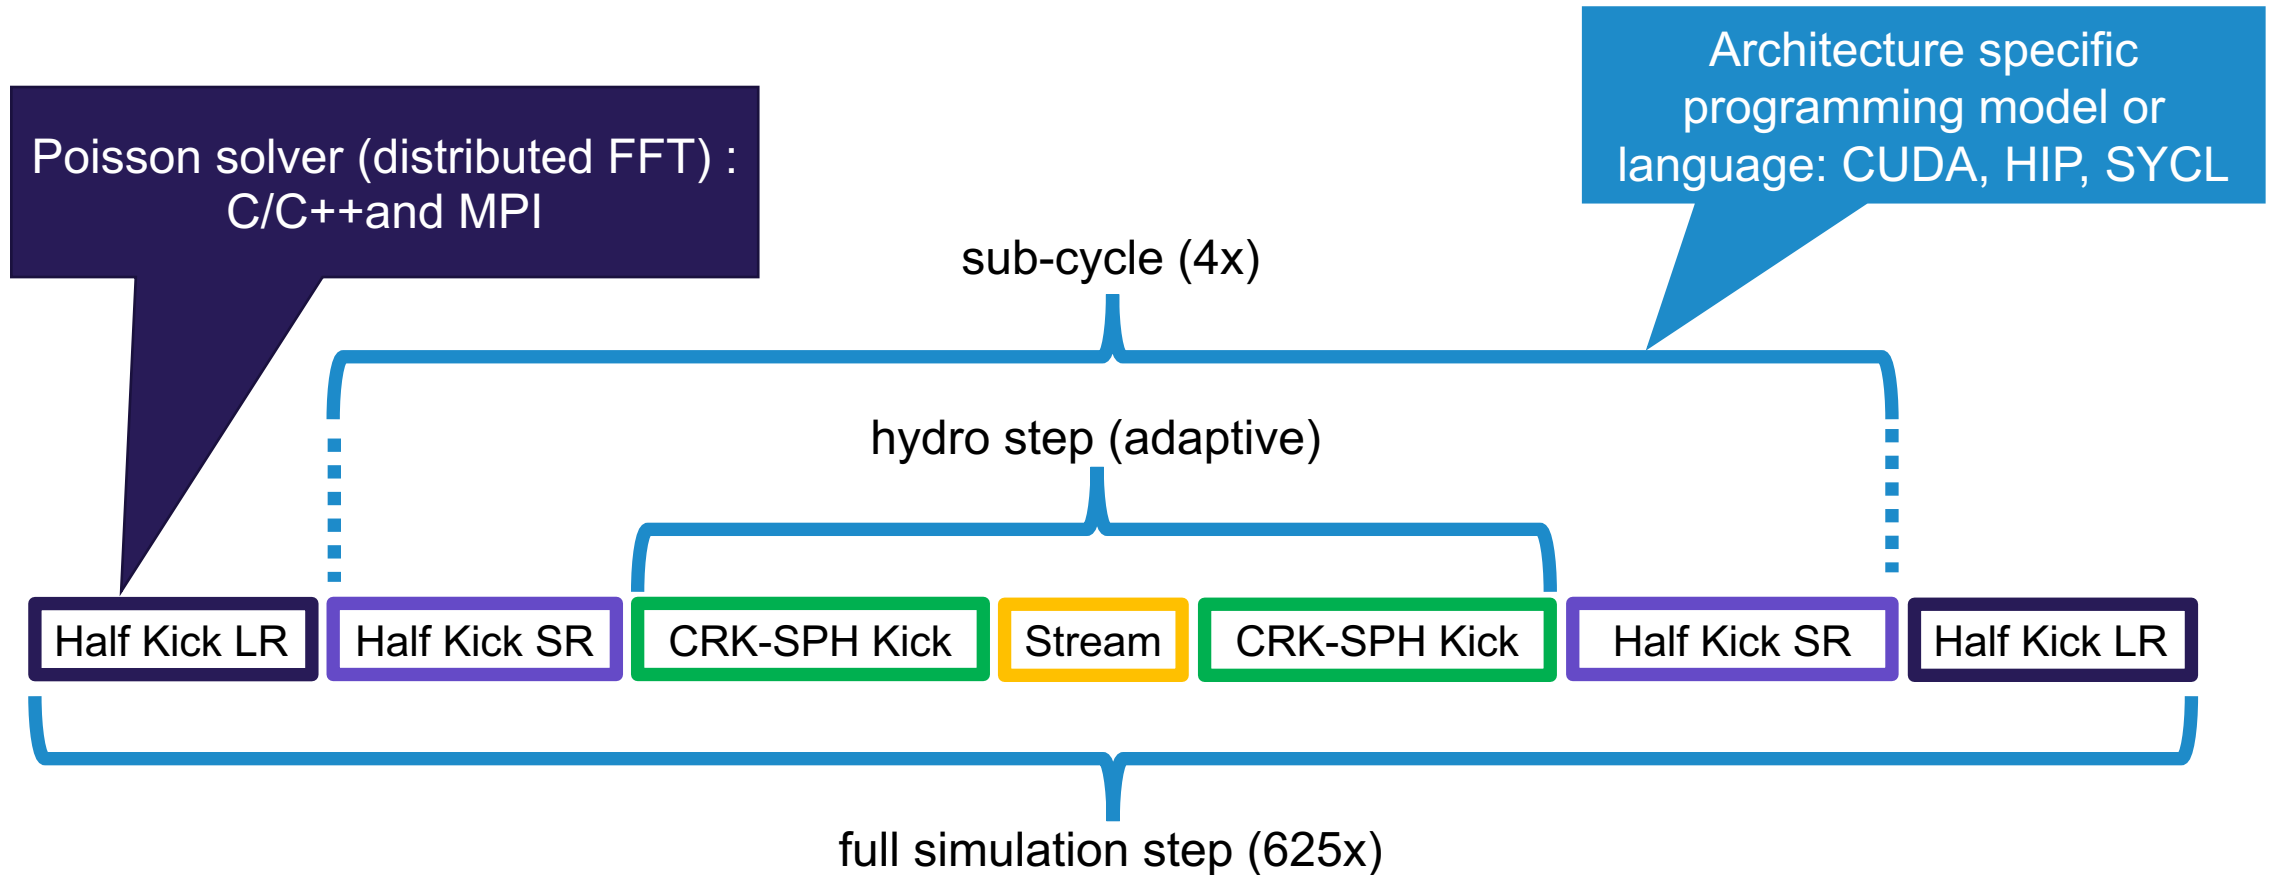 Architecture specific
programming model or
language: CUDA, HIP, SYCL
Poisson solver (distributed FFT) :
C/C++and MPI
sub-cycle (4x)
hydro step (adaptive)
Half Kick LR
Half Kick SR
CRK-SPH Kick
Stream
CRK-SPH Kick
Half Kick SR
Half Kick LR
full simulation step (625x)